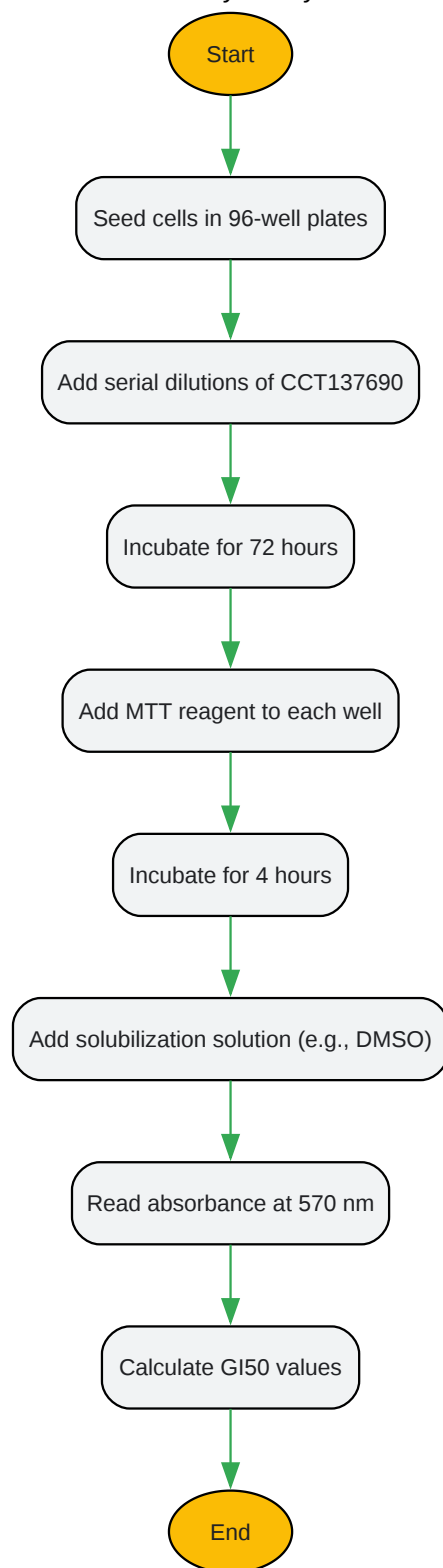 Start
Seed cells in 96-well plates
Add serial dilutions of CCT137690
Incubate for 72 hours
Add MTT reagent to each well
Incubate for 4 hours
Add solubilization solution (e.g., DMSO)
Read absorbance at 570 nm
Calculate GI50 values
End